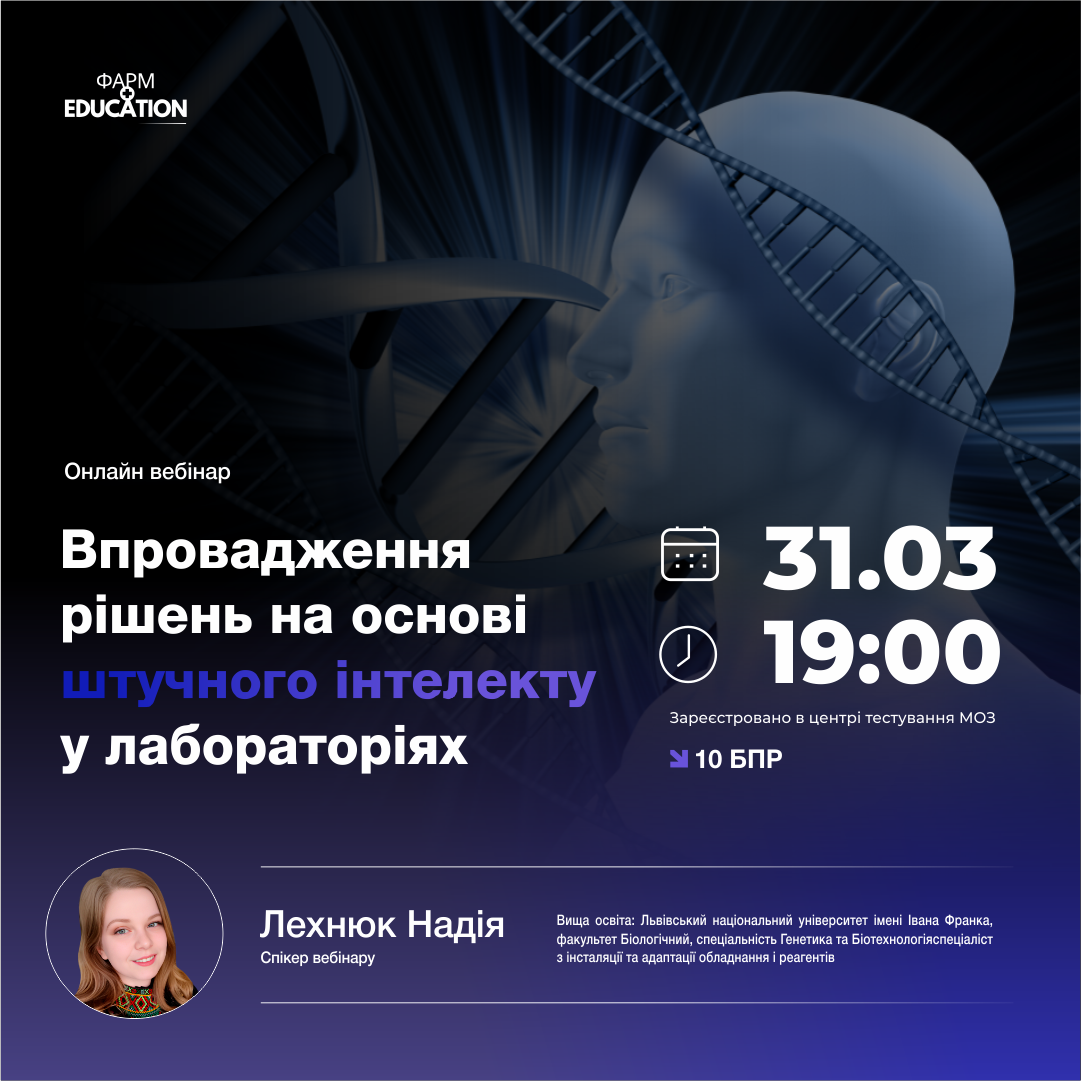 ФАРМ
EDUCATION
Онлайн вебінар
Впровадження
рішень на основі
штучного інтелекту
у лабораторіях
31.03
19:00
Зареєстровано в центрі тестування МОЗ
10 БПР
Лехнюк Надія
Спікер вебінару
Вища освіта: Львівський національний університет імені Івана Франка,
факультет Біологічний, спеціальність Генетика та Біотехнологіяспеціаліст
з інсталяції та адаптації обладнання і реагентів